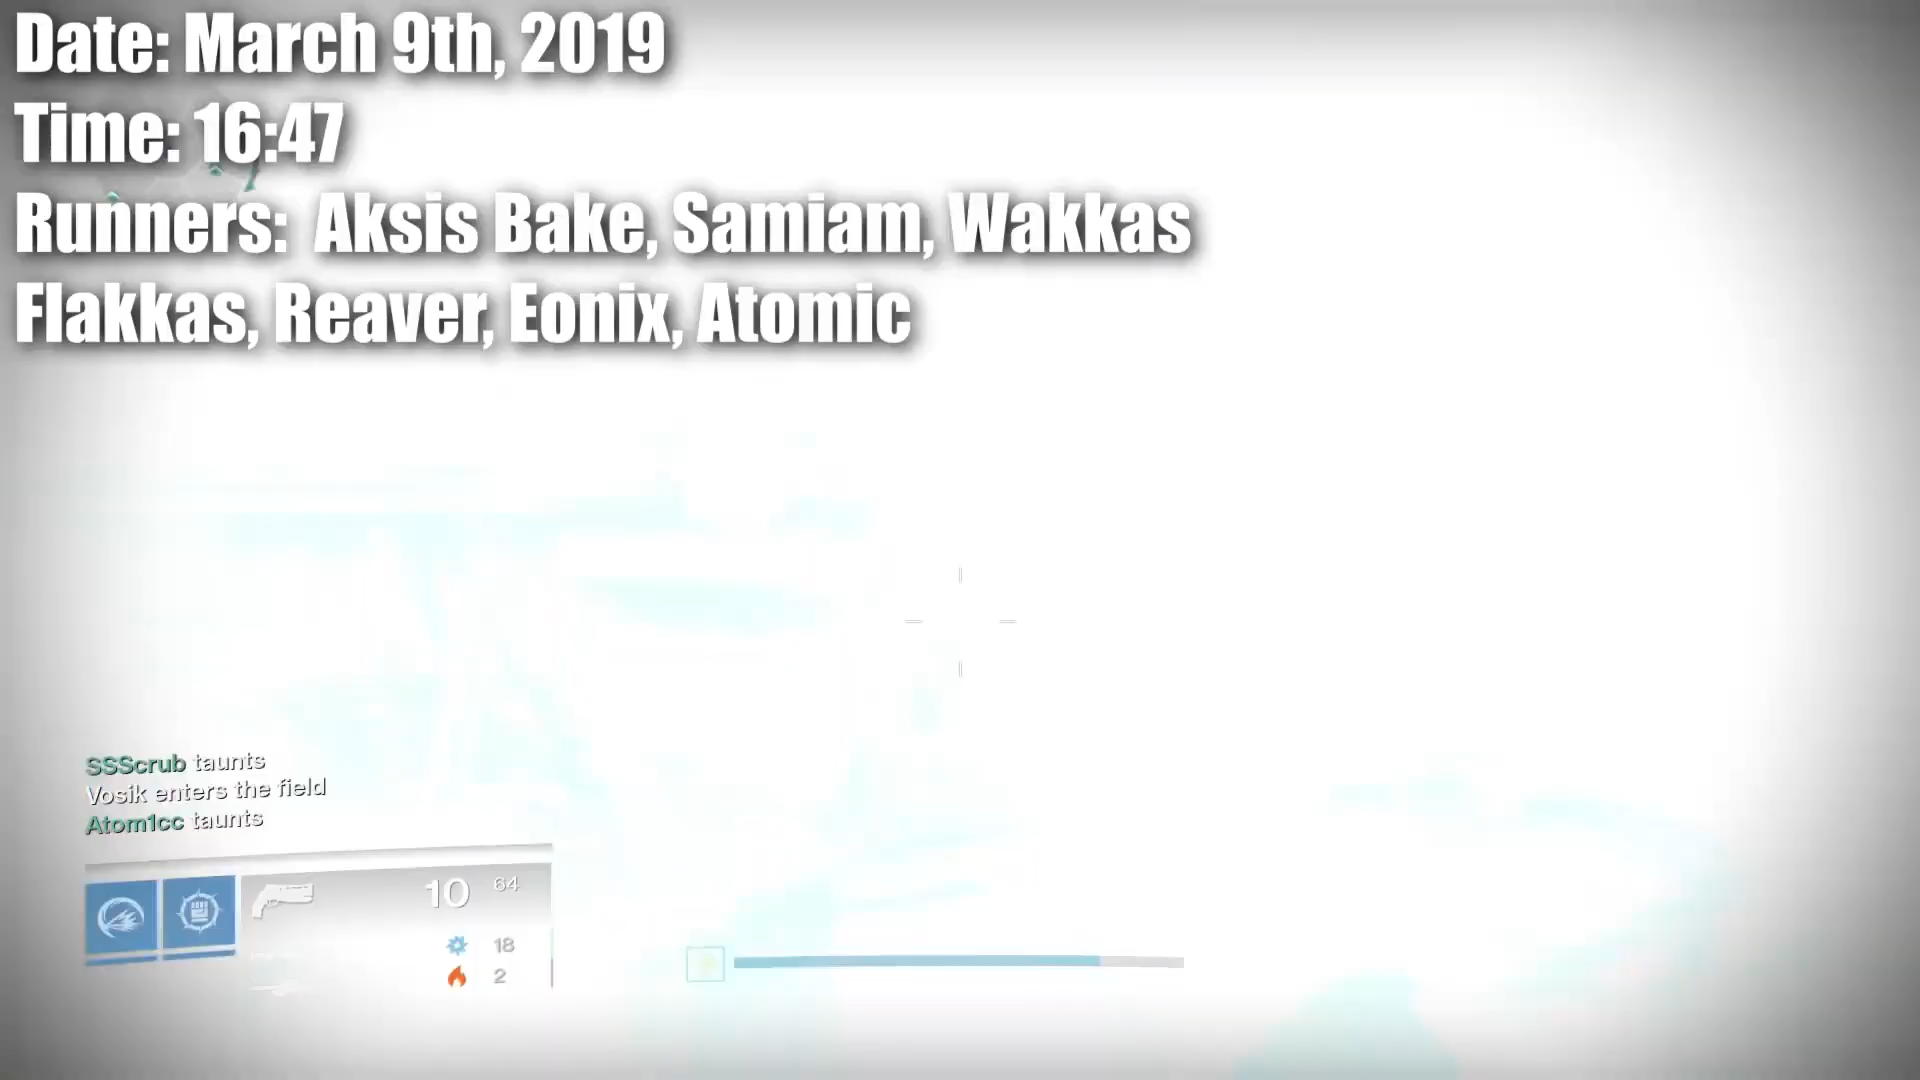 Date: March 9th, 2019
Time: 16:47
Runners: Aksis Bake, Samiam, Wakkas
Flakkas, Reaver, Eonix, Atomic
SSScrub taunts
Vosik enters the field
Atom1cc taunts
10 64
18
2